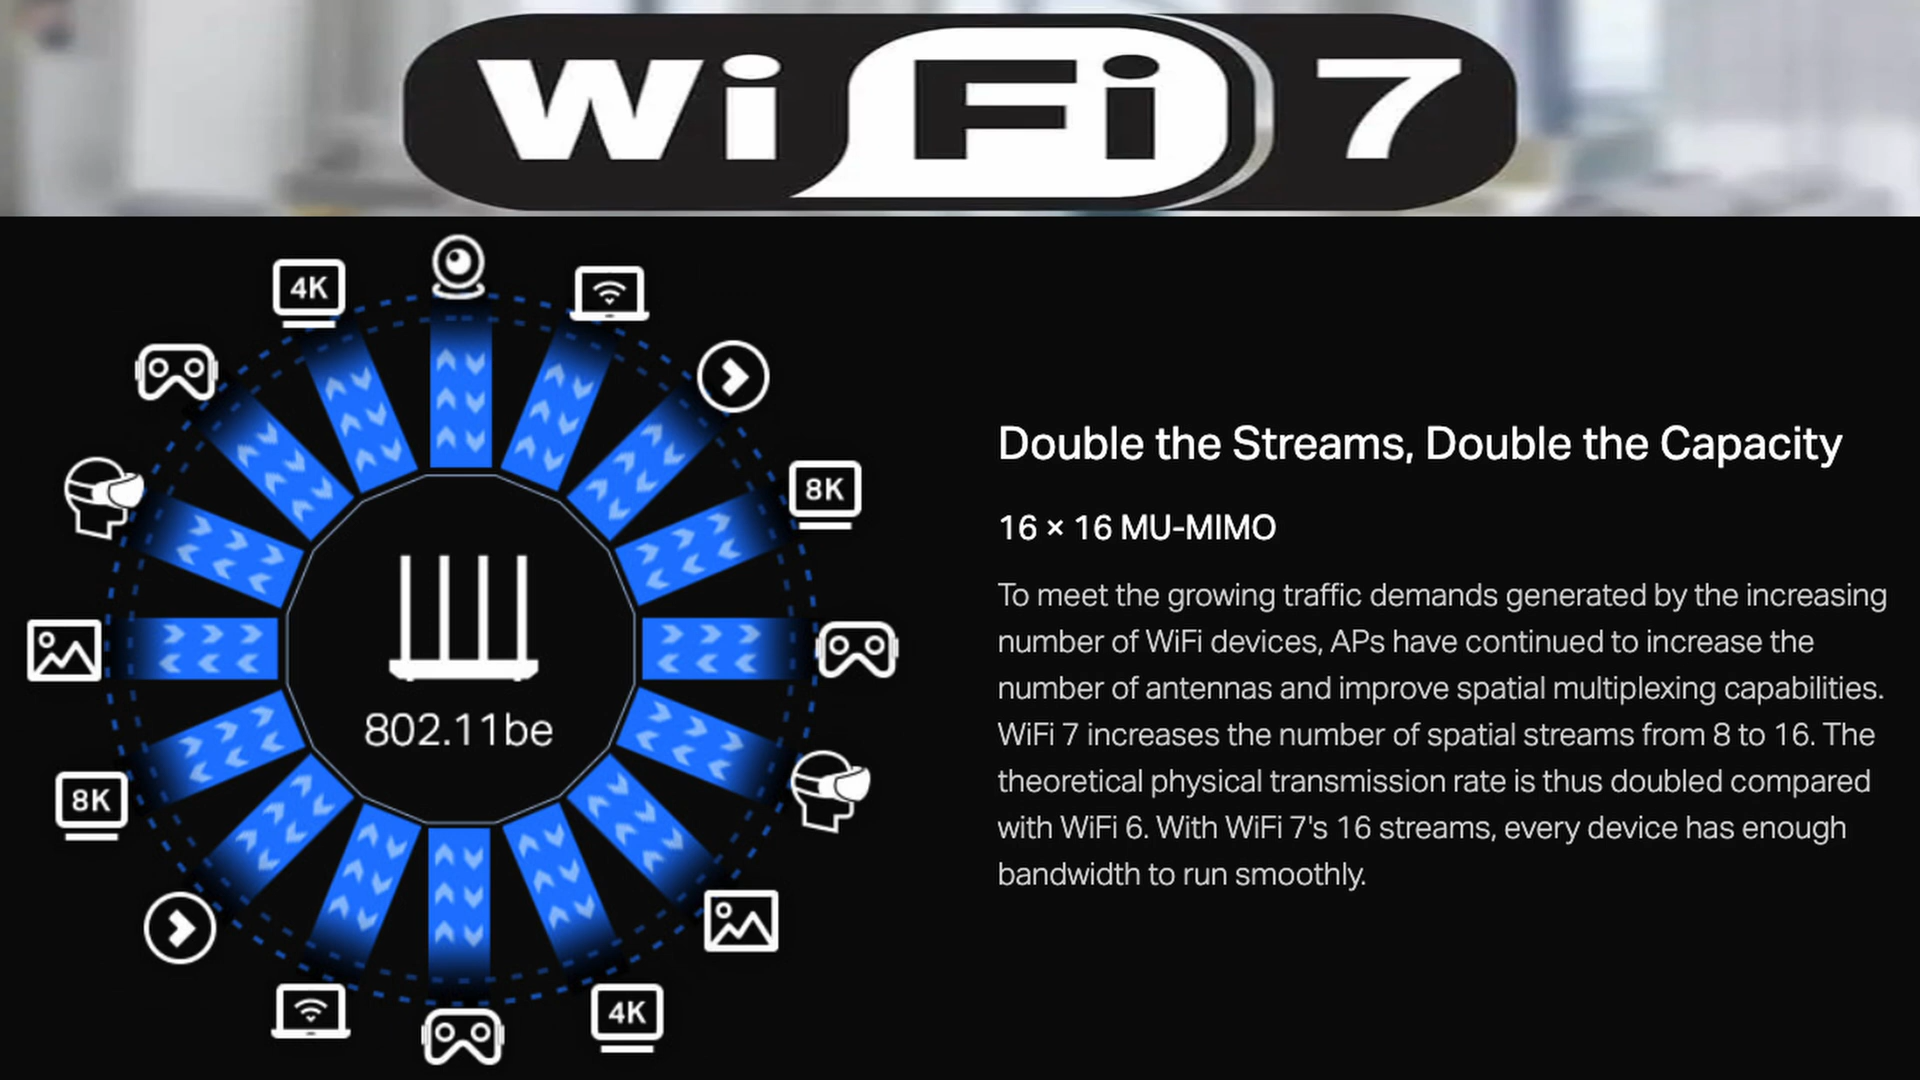 WiFi 7
4K
8K
8K
4K
802.11be
Double the Streams, Double the Capacity
16 × 16 MU-MIMO
To meet the growing traffic demands generated by the increasing
number of WiFi devices, APs have continued to increase the
number of antennas and improve spatial multiplexing capabilities.
WiFi 7 increases the number of spatial streams from 8 to 16. The
theoretical physical transmission rate is thus doubled compared
with WiFi 6. With WiFi 7's 16 streams, every device has enough
bandwidth to run smoothly.